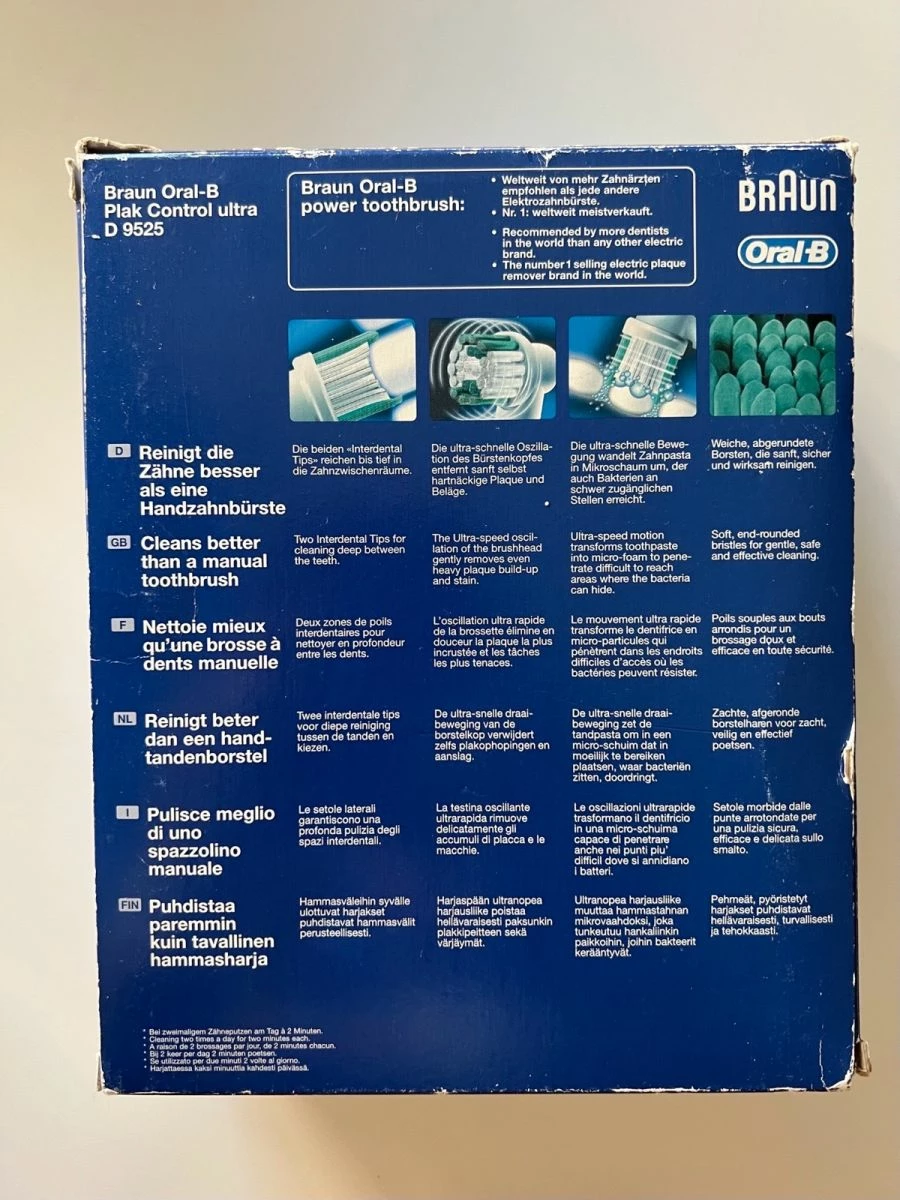 Braun Oral-B
Plak Control ultra
D 9525
Braun Oral-B
power toothbrush:
• Weltweit von mehr Zahnärzten
empfohlen als jede andere
Elektrozahnbürste.
• Nr. 1: weltweit meistverkauft.
• Recommended by more dentists
in the world than any other electric
brand.
• The number 1 selling electric plaque
remover brand in the world.
BRAUN
Oral-B
D Reinigt die
Zähne besser
als eine
Handzahnbürste
Die beiden «Interdental
Tips» reichen bis tief in
die Zahnzwischenräume.
Die ultra-schnelle Oszilla-
tion des Bürstenkopfes
entfernt sanft selbst
hartnäckige Plaque und
Beläge.
Die ultra-schnelle Bewe-
gung wandelt Zahnpasta
in Mikroschaum um, der
auch Bakterien an
schwer zugänglichen
Stellen erreicht.
Weiche, abgerundete
Borsten, die sanft, sicher
und wirksam reinigen.
GB Cleans better
than a manual
toothbrush
Two Interdental Tips for
cleaning deep between
the teeth.
The Ultra-speed oscil-
lation of the brushhead
gently removes even
heavy plaque build-up
and stain.
Ultra-speed motion
transforms toothpaste
into micro-foam to pene-
trate difficult to reach
areas where the bacteria
can hide.
Soft, end-rounded
bristles for gentle, safe
and effective cleaning.
F Nettoie mieux
qu'une brosse à
dents manuelle
Deux zones de poils
interdentaires pour
nettoyer en profondeur
entre les dents.
L'oscillation ultra rapide
de la brossette élimine en
douceur la plaque la plus
incrustée et les tâches
les plus tenaces.
Le mouvement ultra rapide
transforme le dentifrice en
micro-particules qui
pénètrent dans les endroits
difficiles d'accès où les
bactéries peuvent résister.
Poils souples aux bouts
arrondis pour un
brossage doux et
efficace en toute sécurité.
NL Reinigt beter
dan een hand-
tandenborstel
Twee interdentale tips
voor diepe reiniging
tussen de tanden en
kiezen.
De ultra-snelle draai-
beweging van de
borstelkop verwijdert
zelfs plakophopingen en
aanslag.
De ultra-snelle draai-
beweging zet de
tandpasta om in een
micro-schuim dat in
moeilijk te bereiken
plaatsen, waar bacteriën
zitten, doordringt.
Zachte, afgeronde
borstelharen voor zacht,
veilig en effectief
poetsen.
I Pulisce meglio
di uno
spazzolino
manuale
Le setole laterali
garantiscono una
profonda pulizia degli
spazi interdentali.
La testina oscillante
ultrarapida rimuove
delicatamente gli
accumuli di placca e le
macchie.
Le oscillazioni ultrarapide
trasformano il dentifricio
in una micro-schiuma
capace di penetrare
anche nei punti piu'
difficil dove si annidiano
i batteri.
Setole morbide dalle
punte arrotondate per
una pulizia sicura,
efficace e delicata sullo
smalto.
FIN Puhdistaa
paremmin
kuin tavallinen
hammasharja
Hammasväleihin syvälle
ulottuvat harjakset
puhdistavat hammasvälit
perusteellisesti.
Harjaspään ultranopea
harjausliike poistaa
hellävaraisesti paksunkin
plakkipeitteen sekä
värjäymät.
Ultranopea harjausliike
muuttaa hammastahnan
mikrovaahdoksi, joka
tunkeutuu hankaliinkin
paikkoihin, joihin bakteerit
kerääntyvät.
Pehmeät, pyöristetyt
harjakset puhdistavat
hellävaraisesti, turvallisesti
ja tehokkaasti.
* Bei zweimaligem Zähneputzen am Tag à 2 Minuten.
* Cleaning two times a day for two minutes each.
* A raison de 2 brossages par jour, de 2 minutes chacun.
* Bij 2 keer per dag 2 minuten poetsen.
* Se utilizzato per due minuti 2 volte al giorno.
* Harjattaessa kaksi minuuttia kahdesti päivässä.